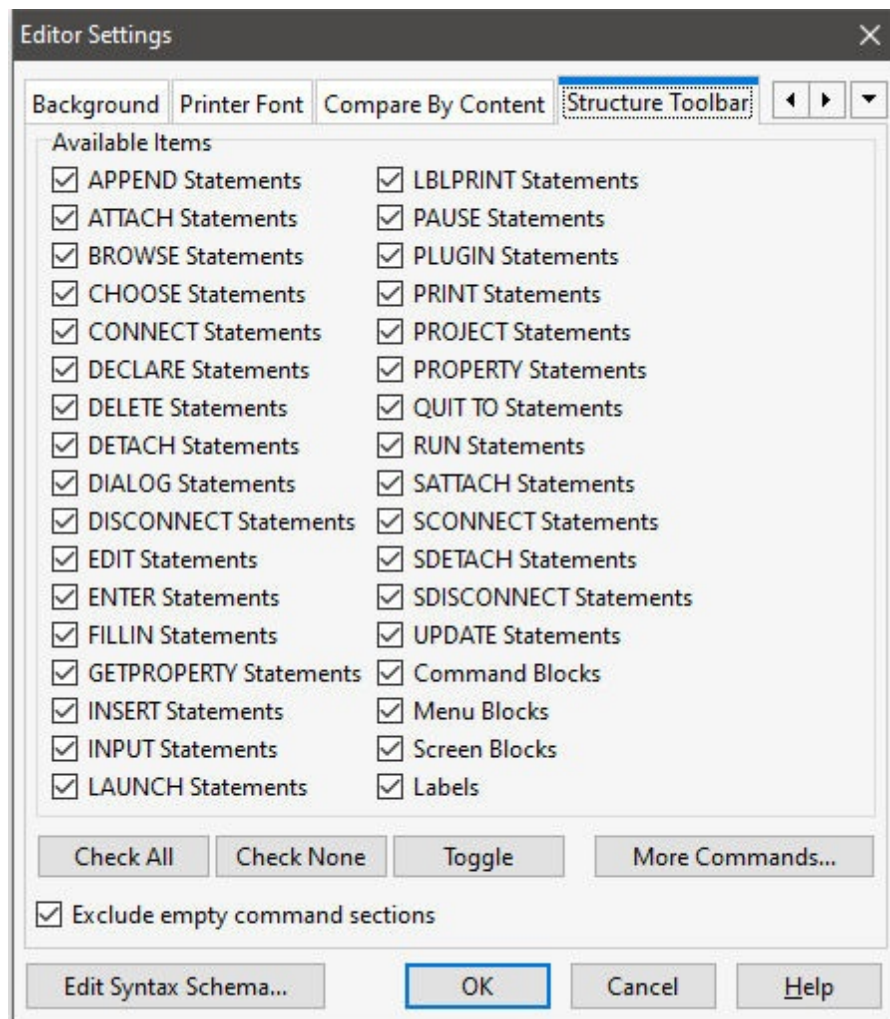 Editor Settings
Background
Printer Font
Compare By Content
Structure Toolbar
Available Items
APPEND Statements
ATTACH Statements
BROWSE Statements
CHOOSE Statements
CONNECT Statements
DECLARE Statements
DELETE Statements
DETACH Statements
DIALOG Statements
DISCONNECT Statements
EDIT Statements
ENTER Statements
FILLIN Statements
GETPROPERTY Statements
INSERT Statements
INPUT Statements
LAUNCH Statements
LBLPRINT Statements
PAUSE Statements
PLUGIN Statements
PRINT Statements
PROJECT Statements
PROPERTY Statements
QUIT TO Statements
RUN Statements
SATTACH Statements
SCONNECT Statements
SDETACH Statements
SDISCONNECT Statements
UPDATE Statements
Command Blocks
Menu Blocks
Screen Blocks
Labels
Check All
Check None
Toggle
More Commands...
Exclude empty command sections
Edit Syntax Schema...
OK
Cancel
Help